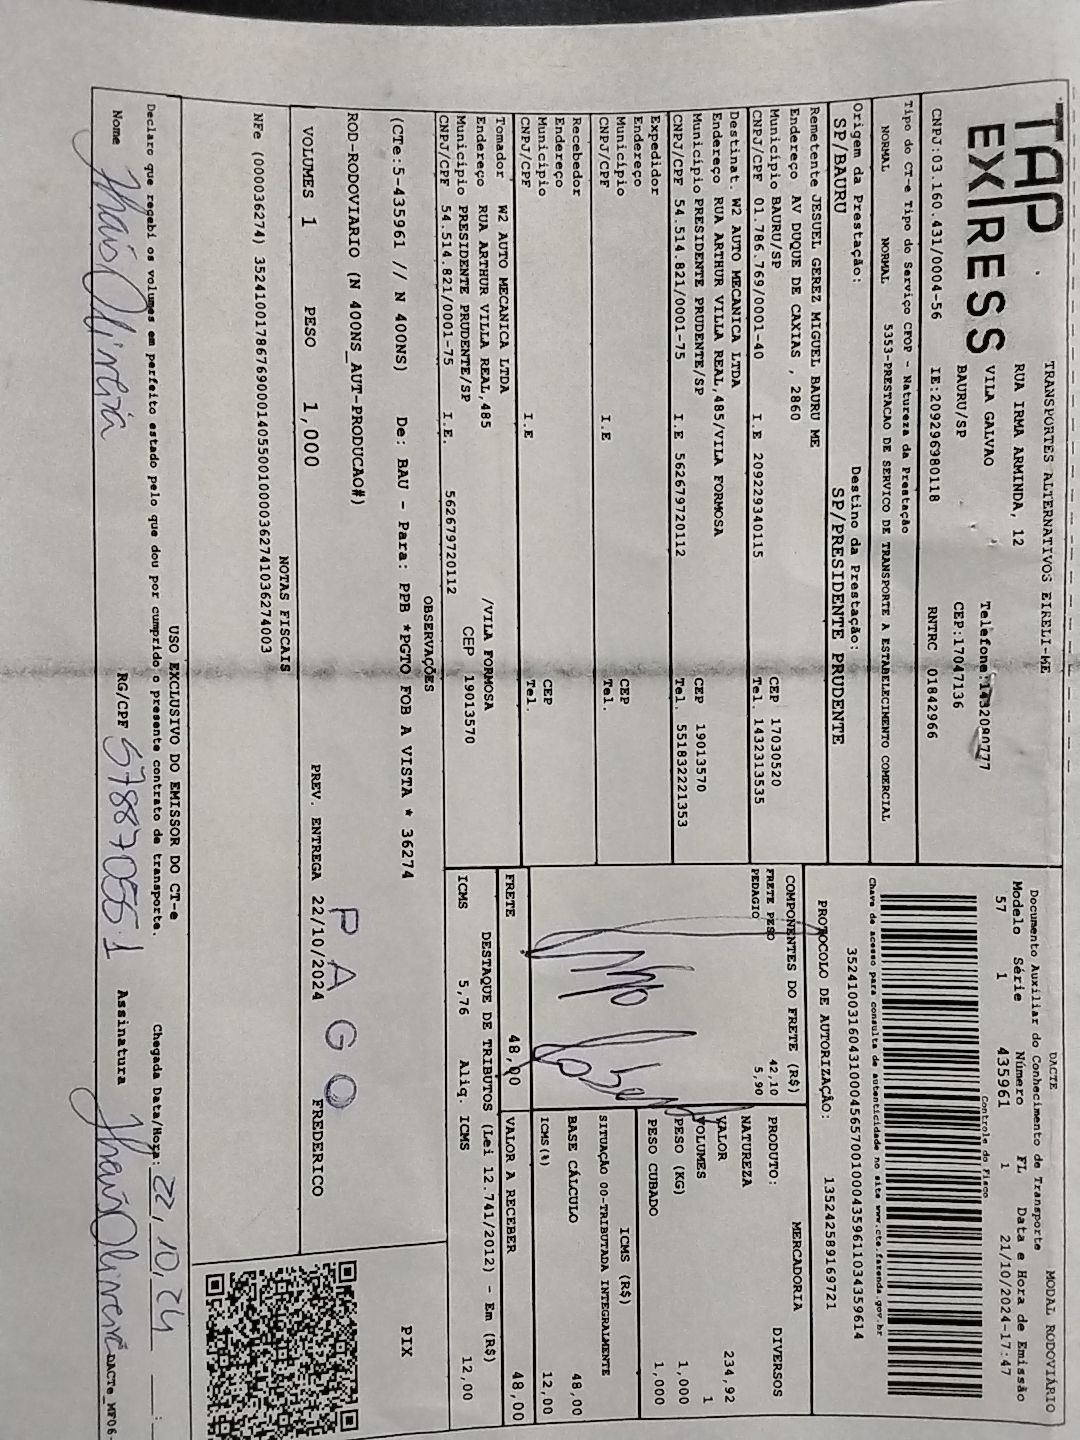 TAP
EXPRESS
TRANSPORTES ALTERNATIVOS EIRELI-ME
RUA IRMA ARMINDA, 12
VILA GALVAO Telefone:1432080777
BAURU/SP CEP:17047136
CNPJ:03.160.431/0004-56 IE:209296980118 RNTRC 01842966
Tipo do CT-e Tipo do Serviço CFOP - Natureza da Prestação
NORMAL NORMAL 5353-PRESTACAO DE SERVICO DE TRANSPORTE A ESTABELECIMENTO COMERCIAL
Origem da Prestação: Destino da Prestação:
SP/BAURU SP/PRESIDENTE PRUDENTE
Remetente JESUEL GEREZ MIGUEL BAURU ME
Endereço AV DUQUE DE CAXIAS , 2860
Município BAURU/SP CEP 17030520
CNPJ/CPF 01.786.769/0001-40 I.E 209229340115 Tel. 1432313535
Destinat. W2 AUTO MECANICA LTDA
Endereço RUA ARTHUR VILLA REAL,485/VILA FORMOSA
Município PRESIDENTE PRUDENTE/SP CEP 19013570
CNPJ/CPF 54.514.821/0001-75 I.E 562679720112 Tel. 551832221353
Expedidor
Endereço
Município CEP
CNPJ/CPF I.E Tel.
Recebedor
Endereço
Município CEP
CNPJ/CPF I.E Tel.
Tomador W2 AUTO MECANICA LTDA
Endereço RUA ARTHUR VILLA REAL,485 /VILA FORMOSA
Município PRESIDENTE PRUDENTE/SP CEP 19013570
CNPJ/CPF 54.514.821/0001-75 I.E. 562679720112
DACTE MODAL RODOVIÁRIO
Documento Auxiliar do Conhecimento de Transporte
Modelo Série Número FL Data e Hora de Emissão
57 1 435961 1 21/10/2024-17:47
Controle do Fisco
Chave de acesso para consulta de autenticidade no site www.cte.fazenda.gov.br
35241003160431000456570010004359611034359614
PROTOCOLO DE AUTORIZAÇÃO: 135242589169721
COMPONENTES DO FRETE (R$)
FRETE PESO 42,10
PEDAGIO 5,90
FRETE 48,00
MERCADORIA
PRODUTO: DIVERSOS
NATUREZA
VALOR 234,92
VOLUMES 1
PESO (KG) 1,000
PESO CUBADO 1,000
ICMS (R$)
SITUAÇÃO 00-TRIBUTADA INTEGRALMENTE
BASE CÁLCULO 48,00
ICMS(%) 12,00
VALOR A RECEBER 48,00
DESTAQUE DE TRIBUTOS (Lei 12.741/2012) - Em (R$)
ICMS 5,76 Aliq. ICMS 12,00
OBSERVAÇÕES
(CTe:5-435961 // N 400NS) De: BAU - Para: PPB *PGTO FOB A VISTA * 36274
ROD-RODOVIARIO (N 400NS_AUT-PRODUCAO#)
PAGO
VOLUMES 1 PESO 1,000 PREV. ENTREGA 22/10/2024 FREDERICO
PIX
NOTAS FISCAIS
NFe (000036274) 35241001786769000140550010000362741036274003
USO EXCLUSIVO DO EMISSOR DO CT-e
Declaro que recebi os volumes em perfeito estado pelo que dou por cumprido o presente contrato de transporte. Chegada Data/Hora: 22, 10, 24 :
Nome Thais Oliveira RG/CPF 578870551 Assinatura Thais Oliveira
DACTe_MF06-